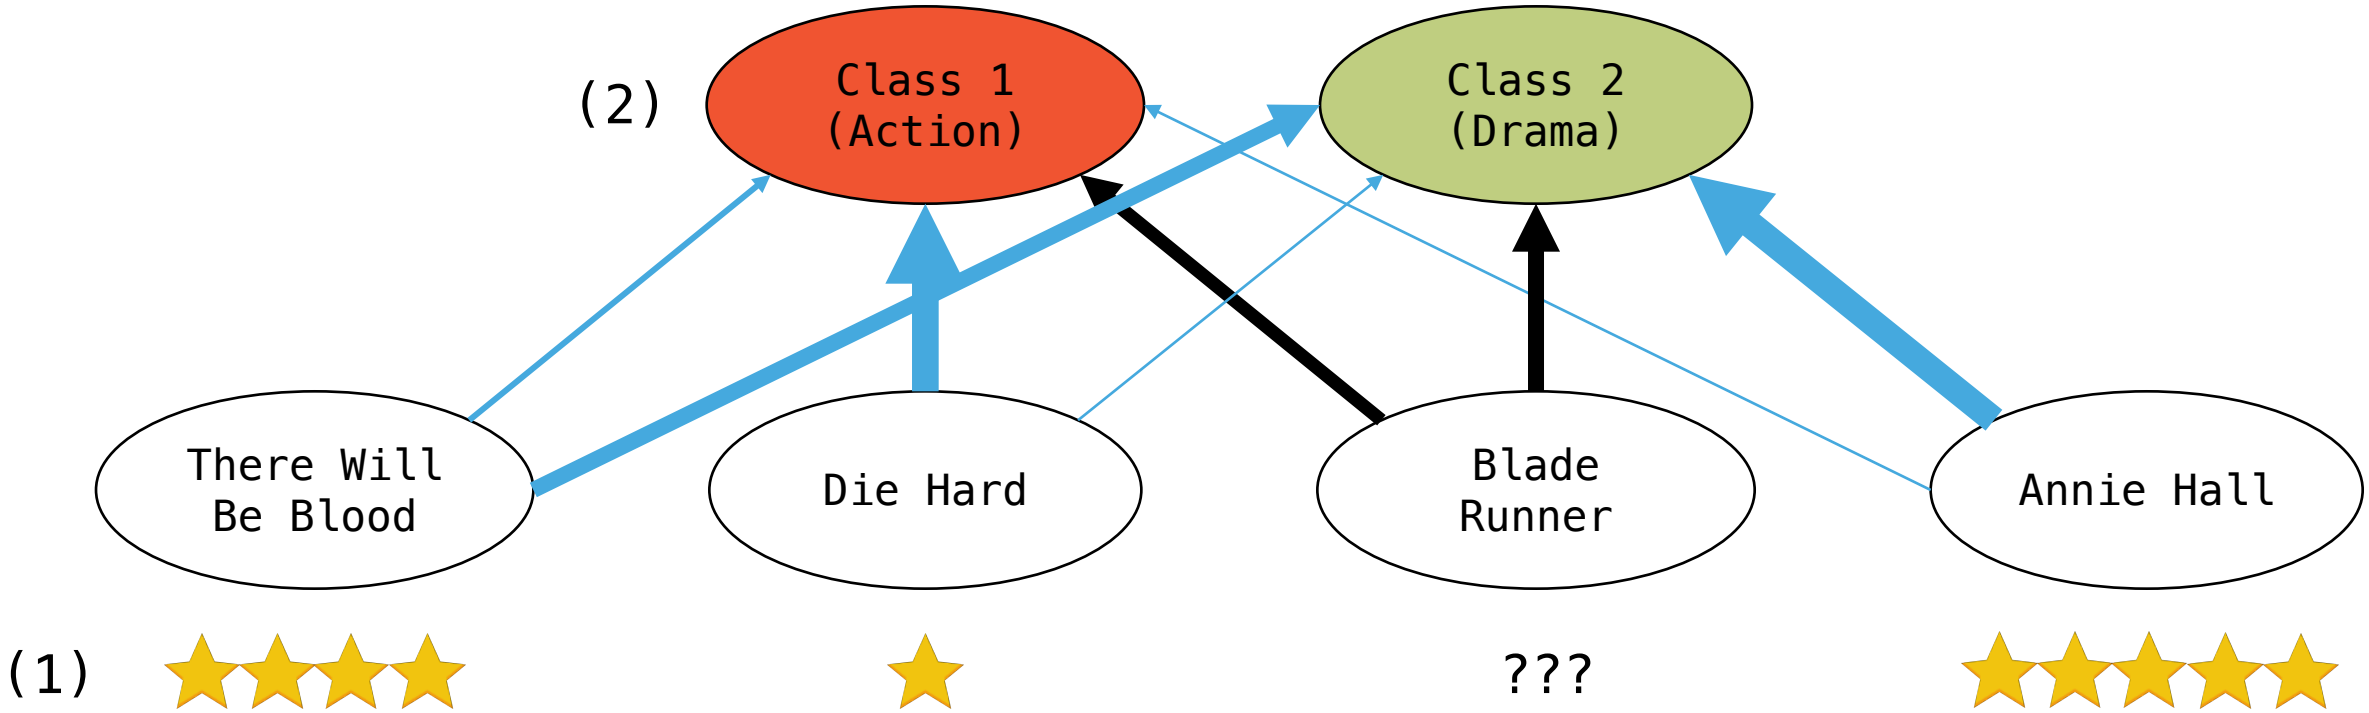 (2)
Class 1
(Action)
Class 2
(Drama)
There Will
Be Blood
Die Hard
Blade
Runner
Annie Hall
(1)
???